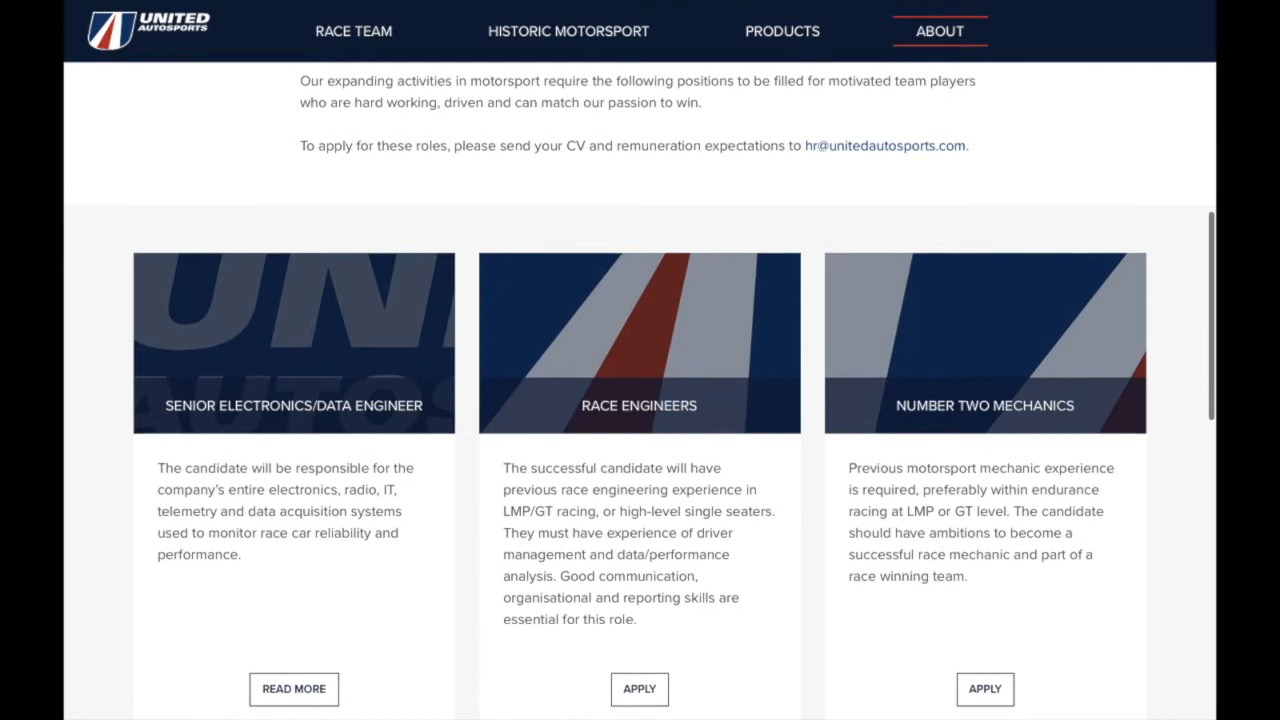 UNITED
AUTOSPORTS
RACE TEAM
HISTORIC MOTORSPORT
PRODUCTS
ABOUT
Our expanding activities in motorsport require the following positions to be filled for motivated team players
who are hard working, driven and can match our passion to win.
To apply for these roles, please send your CV and remuneration expectations to hr@unitedautosports.com.
UNI
AUTOS
SENIOR ELECTRONICS/DATA ENGINEER
The candidate will be responsible for the
company's entire electronics, radio, IT,
telemetry and data acquisition systems
used to monitor race car reliability and
performance.
READ MORE
RACE ENGINEERS
The successful candidate will have
previous race engineering experience in
LMP/GT racing, or high-level single seaters.
They must have experience of driver
management and data/performance
analysis. Good communication,
organisational and reporting skills are
essential for this role.
APPLY
NUMBER TWO MECHANICS
Previous motorsport mechanic experience
is required, preferably within endurance
racing at LMP or GT level. The candidate
should have ambitions to become a
successful race mechanic and part of a
race winning team.
APPLY